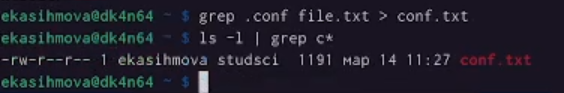 ekasihmova@dk4n64 ~ $ grep .conf file.txt > conf.txt
ekasihmova@dk4n64 ~ $ ls -l | grep c*
-rw-r--r-- 1 ekasihmova studsci 1191 мар 14 11:27 conf.txt
ekasihmova@dk4n64 ~ $